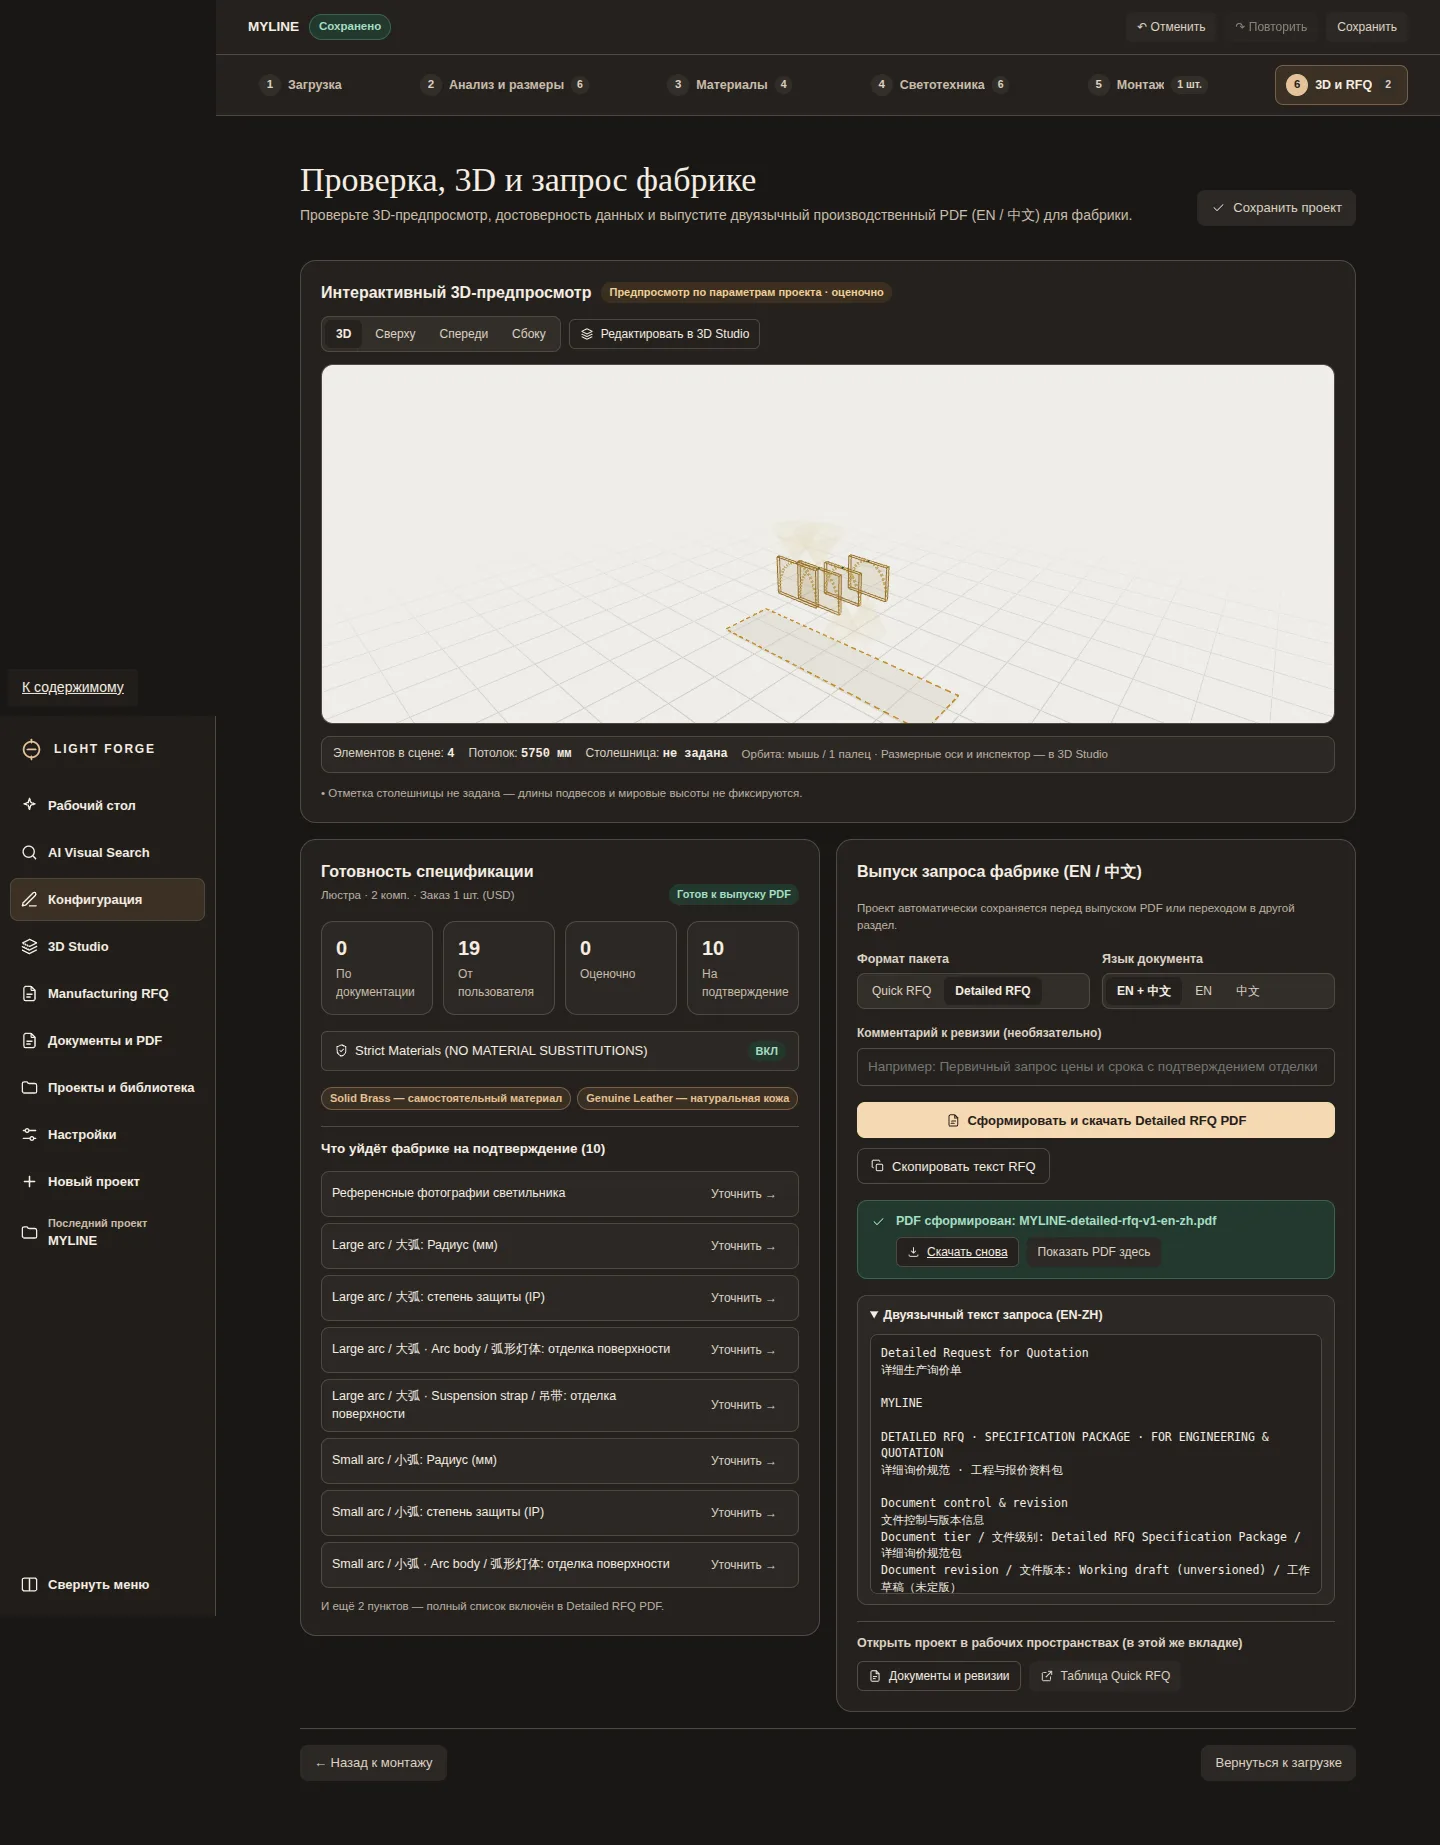 MYLINE Сохранено ↶ Отменить ↷ Повторить Сохранить
1 Загрузка 2 Анализ и размеры 6 3 Материалы 4 4 Светотехника 6 5 Монтаж 1 шт. 6 3D и RFQ 2
Проверка, 3D и запрос фабрике
Проверьте 3D-предпросмотр, достоверность данных и выпустите двуязычный производственный PDF (EN / 中文) для фабрики.
Сохранить проект
Интерактивный 3D-предпросмотр Предпросмотр по параметрам проекта · оценочно
3D Сверху Спереди Сбоку Редактировать в 3D Studio
Элементов в сцене: 4 Потолок: 5750 мм Столешница: не задана Орбита: мышь / 1 палец · Размерные оси и инспектор — в 3D Studio
• Отметка столешницы не задана — длины подвесов и мировые высоты не фиксируются.
К содержимому
LIGHT FORGE
Рабочий стол
AI Visual Search
Конфигурация
3D Studio
Manufacturing RFQ
Документы и PDF
Проекты и библиотека
Настройки
Новый проект
Последний проект
MYLINE
Свернуть меню
Готовность спецификации
Люстра · 2 комп. · Заказ 1 шт. (USD)
Готов к выпуску PDF
0
По
документации
19
От
пользователя
0
Оценочно
10
На
подтверждение
Strict Materials (NO MATERIAL SUBSTITUTIONS) ВКЛ
Solid Brass — самостоятельный материал Genuine Leather — натуральная кожа
Что уйдёт фабрике на подтверждение (10)
Референсные фотографии светильника Уточнить →
Large arc / 大弧: Радиус (мм) Уточнить →
Large arc / 大弧: степень защиты (IP) Уточнить →
Large arc / 大弧 · Arc body / 弧形灯体: отделка поверхности Уточнить →
Large arc / 大弧 · Suspension strap / 吊带: отделка
поверхности
Уточнить →
Small arc / 小弧: Радиус (мм) Уточнить →
Small arc / 小弧: степень защиты (IP) Уточнить →
Small arc / 小弧 · Arc body / 弧形灯体: отделка поверхности Уточнить →
И ещё 2 пунктов — полный список включён в Detailed RFQ PDF.
Выпуск запроса фабрике (EN / 中文)
Проект автоматически сохраняется перед выпуском PDF или переходом в другой
раздел.
Формат пакета Язык документа
Quick RFQ Detailed RFQ EN + 中文 EN 中文
Комментарий к ревизии (необязательно)
Например: Первичный запрос цены и срока с подтверждением отделки
Сформировать и скачать Detailed RFQ PDF
Скопировать текст RFQ
PDF сформирован: MYLINE-detailed-rfq-v1-en-zh.pdf
Скачать снова Показать PDF здесь
▼ Двуязычный текст запроса (EN-ZH)
Detailed Request for Quotation
详细生产询价单
MYLINE
DETAILED RFQ · SPECIFICATION PACKAGE · FOR ENGINEERING &
QUOTATION
详细询价规范 · 工程与报价资料包
Document control & revision
文件控制与版本信息
Document tier / 文件级别: Detailed RFQ Specification Package /
详细询价规范包
Document revision / 文件版本: Working draft (unversioned) / 工作
草稿（未定版）
Открыть проект в рабочих пространствах (в этой же вкладке)
Документы и ревизии Таблица Quick RFQ
← Назад к монтажу Вернуться к загрузке